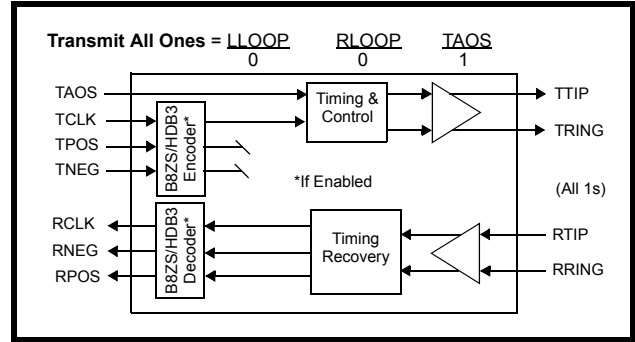 Transmit All Ones = LLOOP RLOOP TAOS
0 0 1
TAOS
TCLK
TPOS
TNEG
B8ZS/HDB3
Encoder*
Timing &
Control
TTIP
TRING
*If Enabled
(All 1s)
RCLK
RNEG
RPOS
B8ZS/HDB3
Decoder*
Timing
Recovery
RTIP
RRING